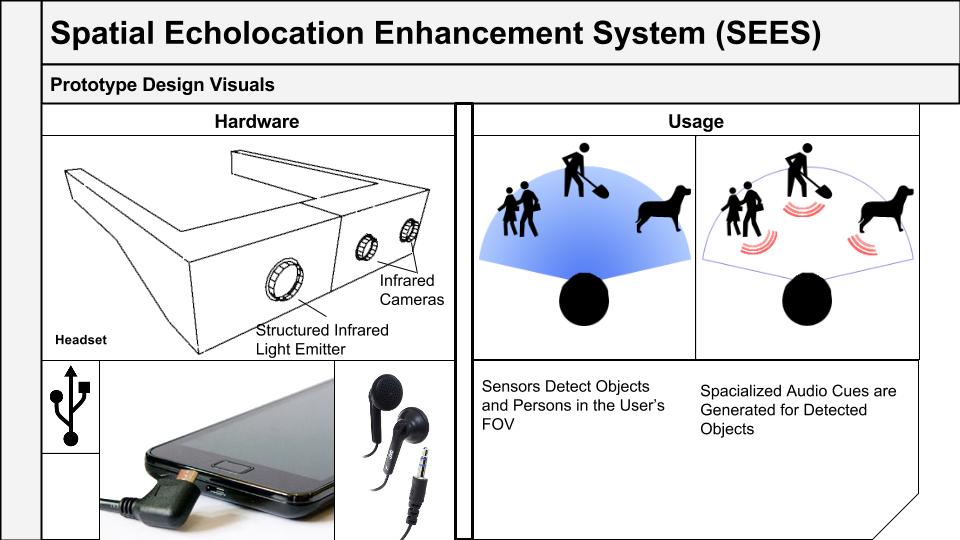 Spatial Echolocation Enhancement System (SEES)
Prototype Design Visuals
Hardware
Infrared
Cameras
Structured Infrared
Light Emitter
Headset
Usage
Sensors Detect Objects
and Persons in the User’s
FOV
Spacialized Audio Cues are
Generated for Detected
Objects